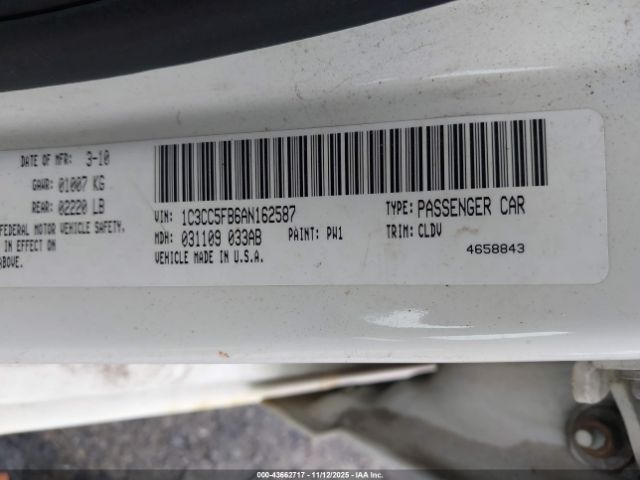 DATE OF MFR: 3-10
GAWR: 01007 KG
REAR: 02220 LB
FEDERAL MOTOR VEHICLE SAFETY.
IN EFFECT ON
ABOVE.
VIN: 1C3CC5FB6AN162587
TYPE: PASSENGER CAR
MDH: 031109 033AB
PAINT: PW1
TRIM: CLDV
VEHICLE MADE IN U.S.A.
4658843
000-43662717 - 11/12/2025 - IAAI.COM